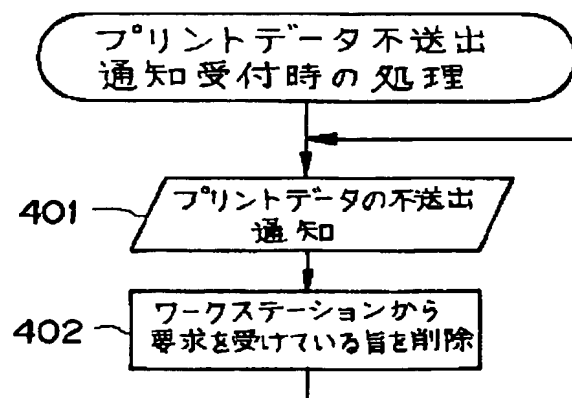 プリントデータ不送出
通知受付時の処理
401
プリントデータの不送出
通知
402
ワークステーションから
要求を受けている旨を削除